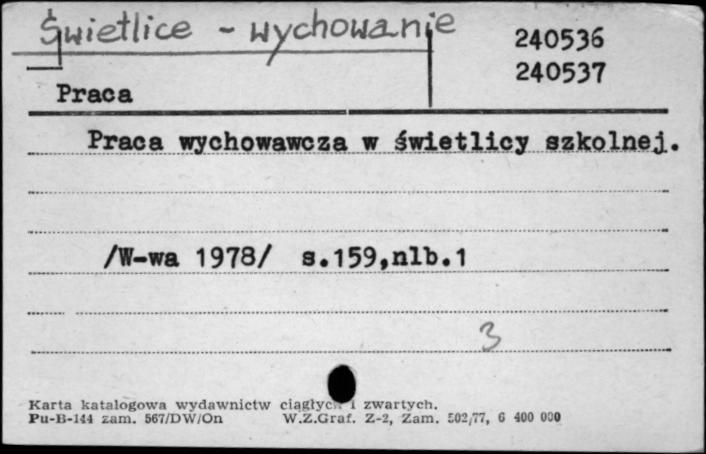 Świetlice - wychowanie
240536
240537
Praca
Praca wychowawcza w świetlicy szkolnej.
/W-wa 1978/ s.159,nlb.1
3
Karta katalogowa wydawnictw ciągłych i zwartych.
Pu-B-144 zam. 567/DW/On W.Z.Graf. Z-2, Zam. 502/77, 6 400 000